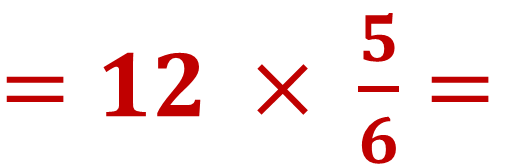 = 12 × 5/6 =